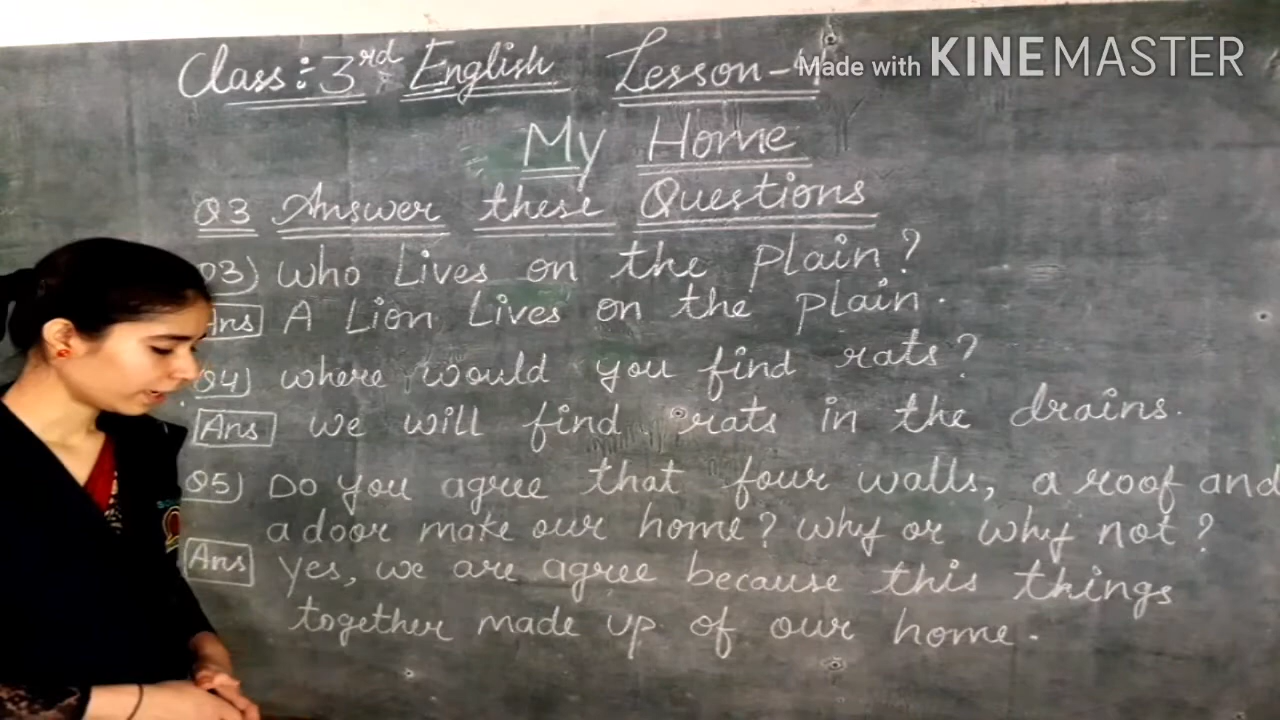 Class:- 3rd English Lesson-4
Made with KINEMASTER
My Home
Q3 Answer these Questions
Q3) Who Lives on the plain?
Ans A Lion Lives on the plain.
Q4) where would you find rats?
Ans we will find rats in the drains.
Q5) Do you agree that four walls, a roof and
a door make our home? Why or why not?
Ans Yes, we are agree because this things
together made up of our home.